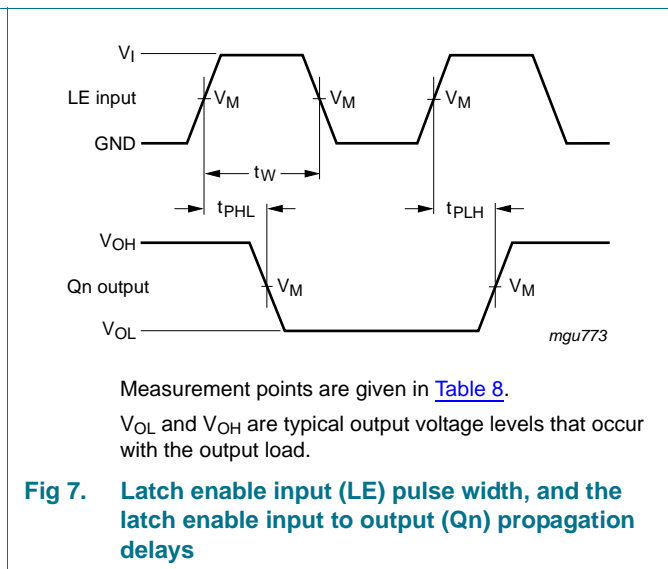 VI
LE input
VM
VM
VM
GND
tW
tPHL
tPLH
VOH
Qn output
VM
VM
VOL
mgu773
Measurement points are given in Table 8.
VOL and VOH are typical output voltage levels that occur
with the output load.
Fig 7. Latch enable input (LE) pulse width, and the
latch enable input to output (Qn) propagation
delays